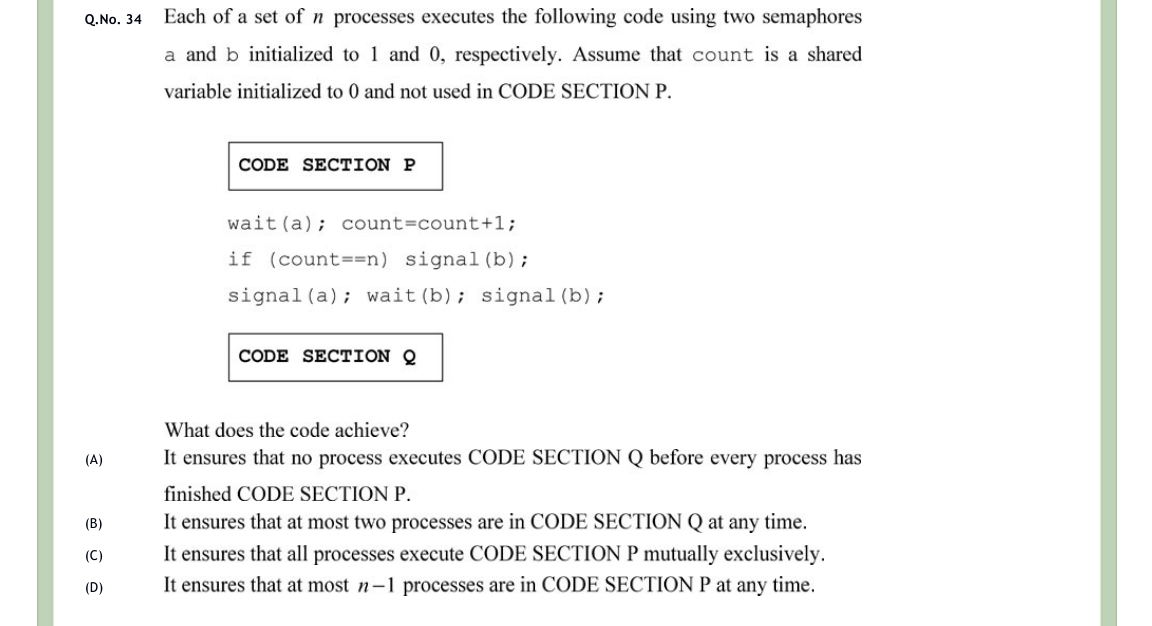 Q.No. 34 Each of a set of n processes executes the following code using two semaphores
a and b initialized to 1 and 0, respectively. Assume that count is a shared
variable initialized to 0 and not used in CODE SECTION P.
CODE SECTION P
wait(a); count=count+1;
if (count==n) signal(b);
signal(a); wait(b); signal(b);
CODE SECTION Q
What does the code achieve?
(A) It ensures that no process executes CODE SECTION Q before every process has
finished CODE SECTION P.
(B) It ensures that at most two processes are in CODE SECTION Q at any time.
(C) It ensures that all processes execute CODE SECTION P mutually exclusively.
(D) It ensures that at most n−1 processes are in CODE SECTION P at any time.